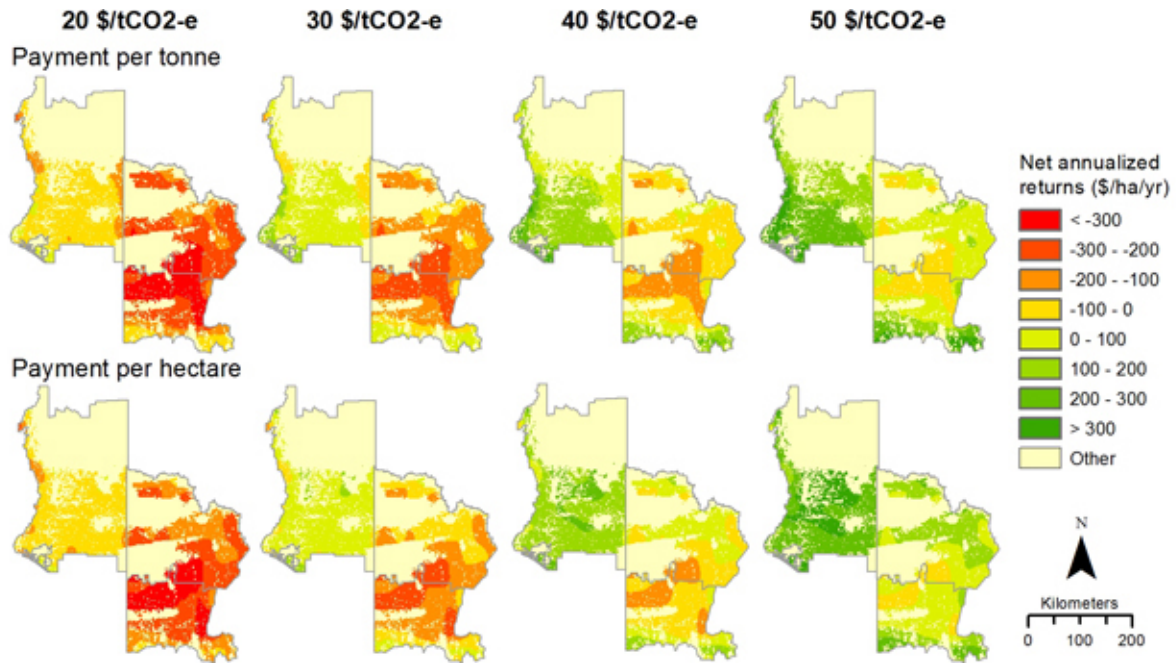 20 $/tCO2-e 30 $/tCO2-e 40 $/tCO2-e 50 $/tCO2-e
Payment per tonne
Payment per hectare
Net annualized
returns ($/ha/yr)
< -300
-300 - -200
-200 - -100
-100 - 0
0 - 100
100 - 200
200 - 300
> 300
Other
N
Kilometers
0 100 200